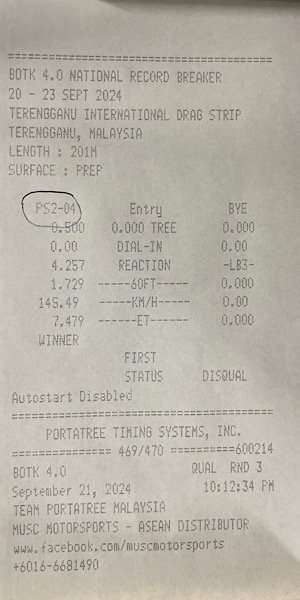 ========================================
BOTK 4.0 NATIONAL RECORD BREAKER
20 - 23 SEPT 2024
TERENGGANU INTERNATIONAL DRAG STRIP
TERENGGANU, MALAYSIA
LENGTH : 201M
SURFACE : PREP
PS2-04 Entry BYE
0.500 0.000 TREE 0.000
0.00 DIAL-IN 0.00
4.257 REACTION -LB3-
1.729 -----60FT----- 0.000
145.49 -----KM/H----- 0.00
7.479 ------ET------ 0.000
WINNER
FIRST
STATUS DISQUAL
Autostart Disabled
========================================
PORTATREE TIMING SYSTEMS, INC.
=============== 469/470 ==========600214
BOTK 4.0 QUAL RND 3
September 21, 2024 10:12:34 PM
TEAM PORTATREE MALAYSIA
MUSC MOTORSPORTS - ASEAN DISTRIBUTOR
www.facebook.com/muscmotorsports
+6016-6681490